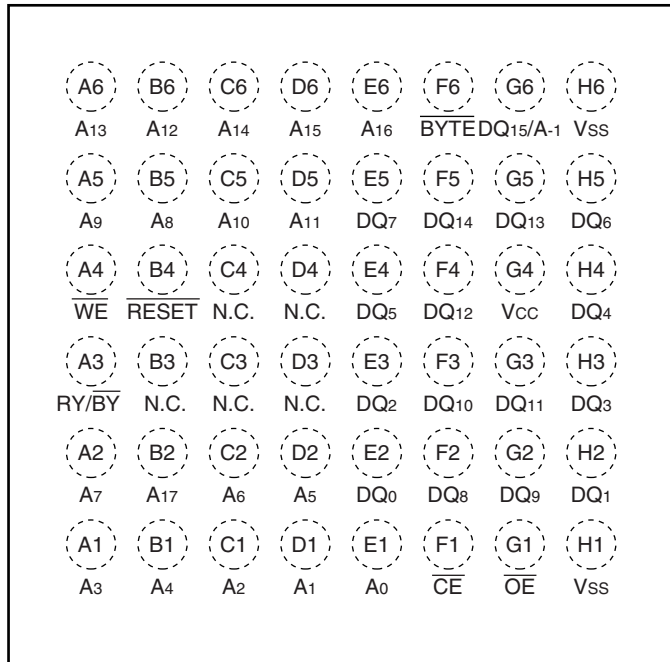 A6 B6 C6 D6 E6 F6 G6 H6
A13 A12 A14 A15 A16 BYTE DQ15/A-1 VSS
A5 B5 C5 D5 E5 F5 G5 H5
A9 A8 A10 A11 DQ7 DQ14 DQ13 DQ6
A4 B4 C4 D4 E4 F4 G4 H4
WE RESET N.C. N.C. DQ5 DQ12 VCC DQ4
A3 B3 C3 D3 E3 F3 G3 H3
RY/BY N.C. N.C. N.C. DQ2 DQ10 DQ11 DQ3
A2 B2 C2 D2 E2 F2 G2 H2
A7 A17 A6 A5 DQ0 DQ8 DQ9 DQ1
A1 B1 C1 D1 E1 F1 G1 H1
A3 A4 A2 A1 A0 CE OE VSS